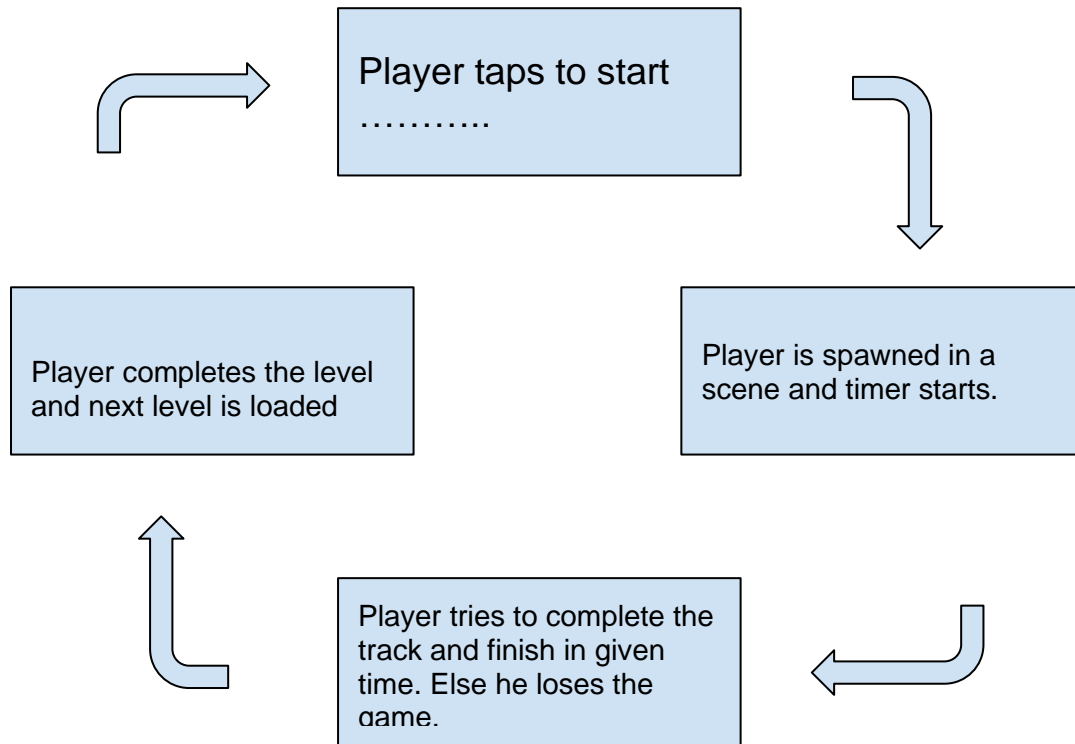 Player taps to start
………..
Player is spawned in a
scene and timer starts.
Player tries to complete the
track and finish in given
time. Else he loses the
game.
Player completes the level
and next level is loaded